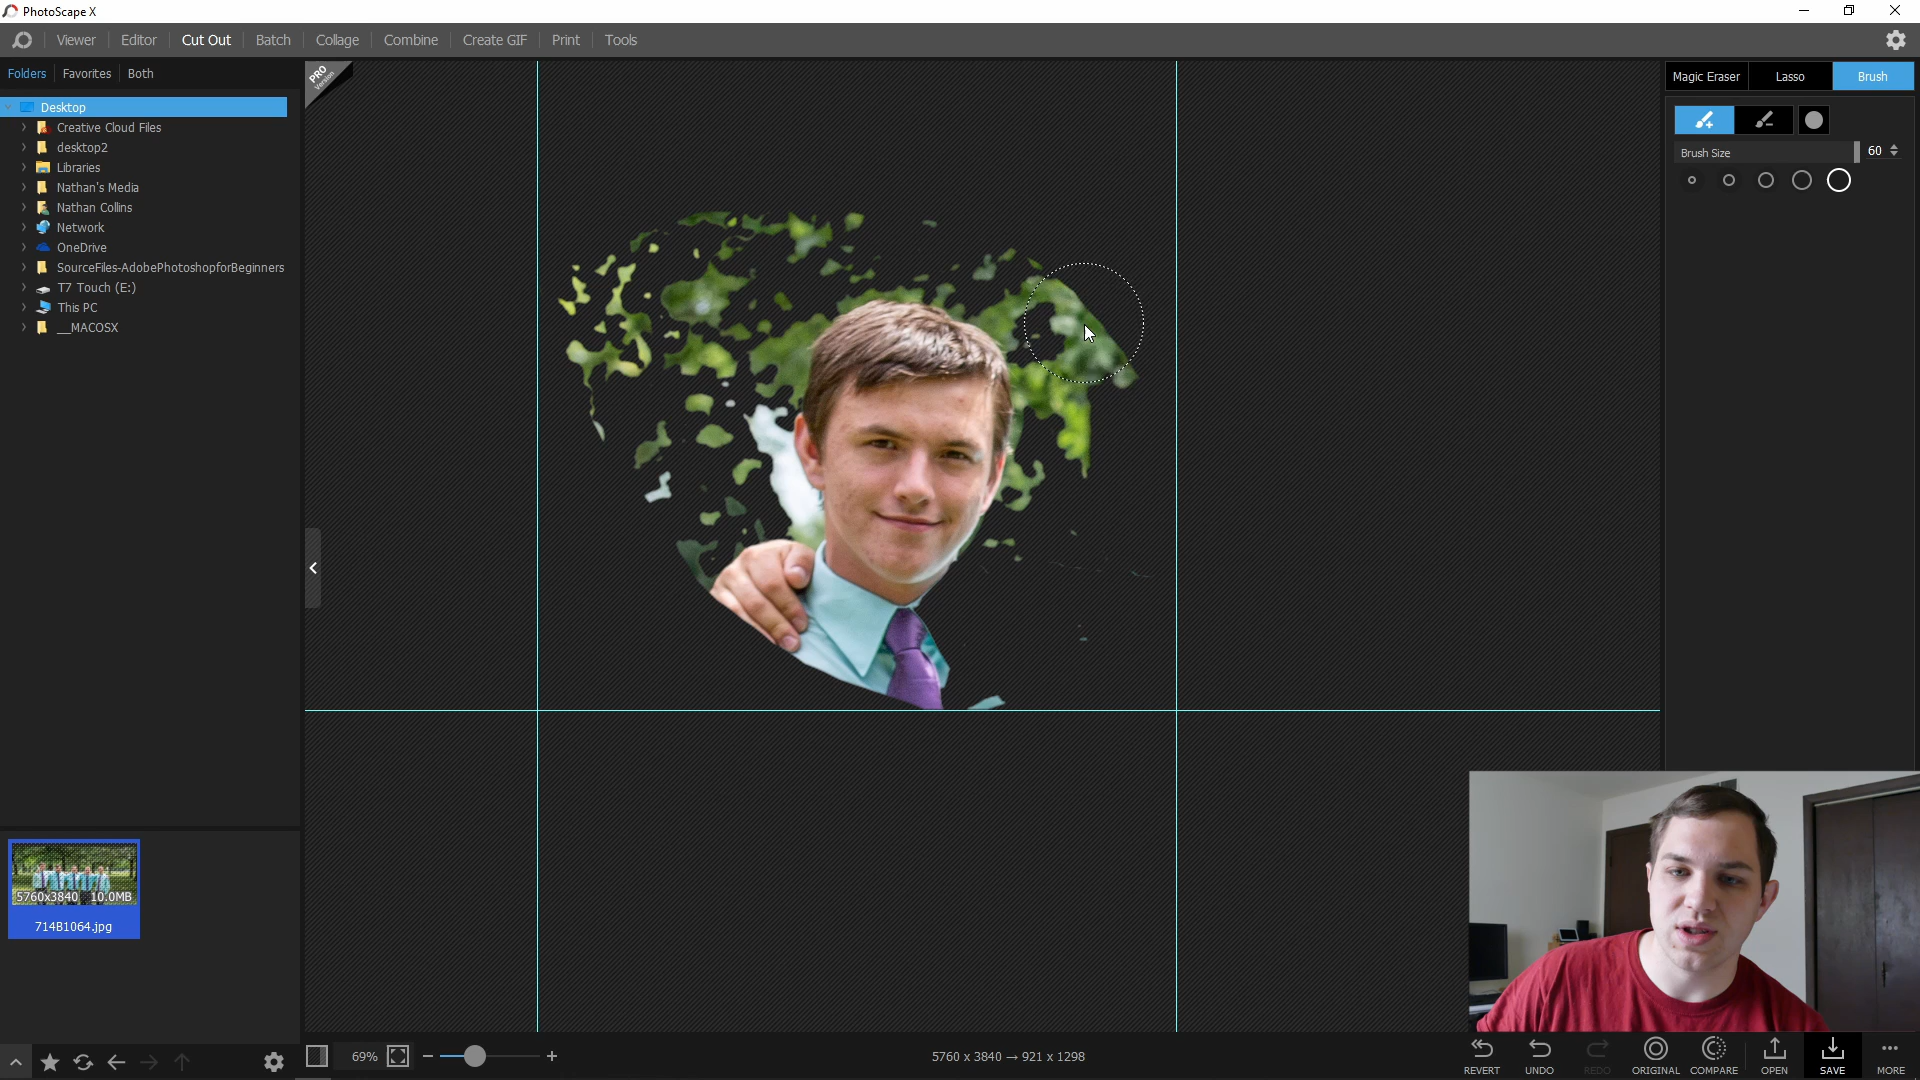 PhotoScape X
Viewer Editor Cut Out Batch Collage Combine Create GIF Print Tools
Folders Favorites Both
PRO
Version
Magic Eraser Lasso Brush
Desktop
Creative Cloud Files
desktop2
Libraries
Nathan's Media
Nathan Collins
Network
OneDrive
SourceFiles-AdobePhotoshopforBeginners
T7 Touch (E:)
This PC
__MACOSX
Brush Size 60
5760x3840 10.0MB
714B1064.jpg
69%
5760 x 3840 → 921 x 1298
REVERT UNDO REDO ORIGINAL COMPARE OPEN SAVE MORE